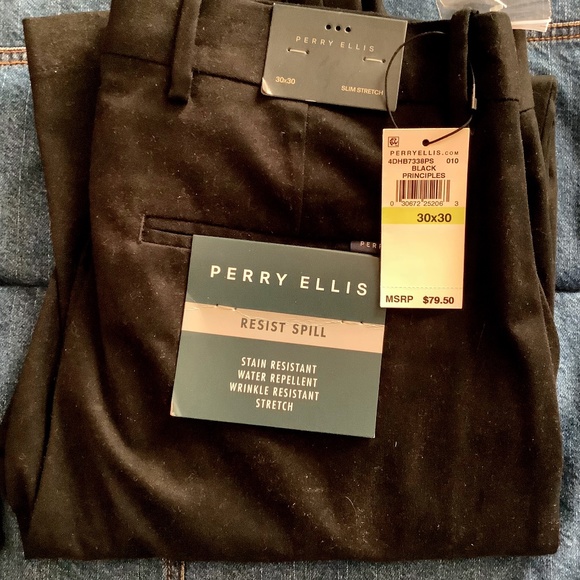 PERRY ELLIS
30x30
SLIM STRETCH
PERRYELLIS.COM
4DHB7338PS 010
BLACK
PRINCIPLES
0 30672 25206 3
30x30
MSRP $79.50
PERRY ELLIS
RESIST SPILL
STAIN RESISTANT
WATER REPELLENT
WRINKLE RESISTANT
STRETCH